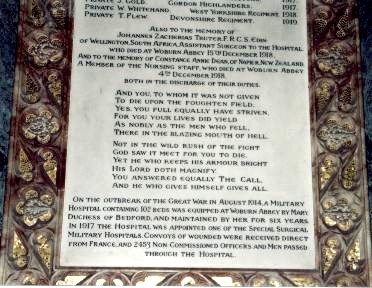 PRIVATE S. GOLD. GORDON HIGHLANDERS. 1917.
PRIVATE W. WHITEHAND. WEST YORKSHIRE REGIMENT. 1918.
PRIVATE T. FLEW. DEVONSHIRE REGIMENT. 1919.
ALSO TO THE MEMORY OF
JOHANNES ZACHERIAS TRUTER, F.R.C.S. EDIN.
OF WELLINGTON, SOUTH AFRICA, ASSISTANT SURGEON TO THE HOSPITAL
WHO DIED AT WOBURN ABBEY 15TH DECEMBER 1918.
AND TO THE MEMORY OF CONSTANCE ANNE DEAS, OF NAPIER, NEW ZEALAND.
A MEMBER OF THE NURSING STAFF, WHO DIED AT WOBURN ABBEY
4TH DECEMBER 1918.
BOTH IN THE DISCHARGE OF THEIR DUTIES.
AND YOU, TO WHOM IT WAS NOT GIVEN
TO DIE UPON THE FOUGHTEN FIELD,
YES, YOU FULL EQUALLY HAVE STRIVEN,
FOR YOUR LIVES DID YIELD
AS NOBLY AS THE MEN WHO FELL,
THERE IN THE BLAZING MOUTH OF HELL.
NOT IN THE WILD RUSH OF THE FIGHT
GOD SAW IT MEET FOR YOU TO DIE,
YET HE WHO KEEPS HIS ARMOUR BRIGHT
HIS LORD DOTH MAGNIFY.
YOU ANSWERED EQUALLY THE CALL,
AND HE WHO GIVES HIMSELF GIVES ALL.
ON THE OUTBREAK OF THE GREAT WAR IN AUGUST 1914, A MILITARY
HOSPITAL CONTAINING 102 BEDS WAS EQUIPPED AT WOBURN ABBEY BY MARY,
DUCHESS OF BEDFORD, AND MAINTAINED BY HER FOR SIX YEARS.
IN 1917 THE HOSPITAL WAS APPOINTED ONE OF THE SPECIAL SURGICAL
MILITARY HOSPITALS. CONVOYS OF WOUNDED WERE RECEIVED DIRECT
FROM FRANCE, AND 2453 NON COMMISSIONED OFFICERS AND MEN PASSED
THROUGH THE HOSPITAL.